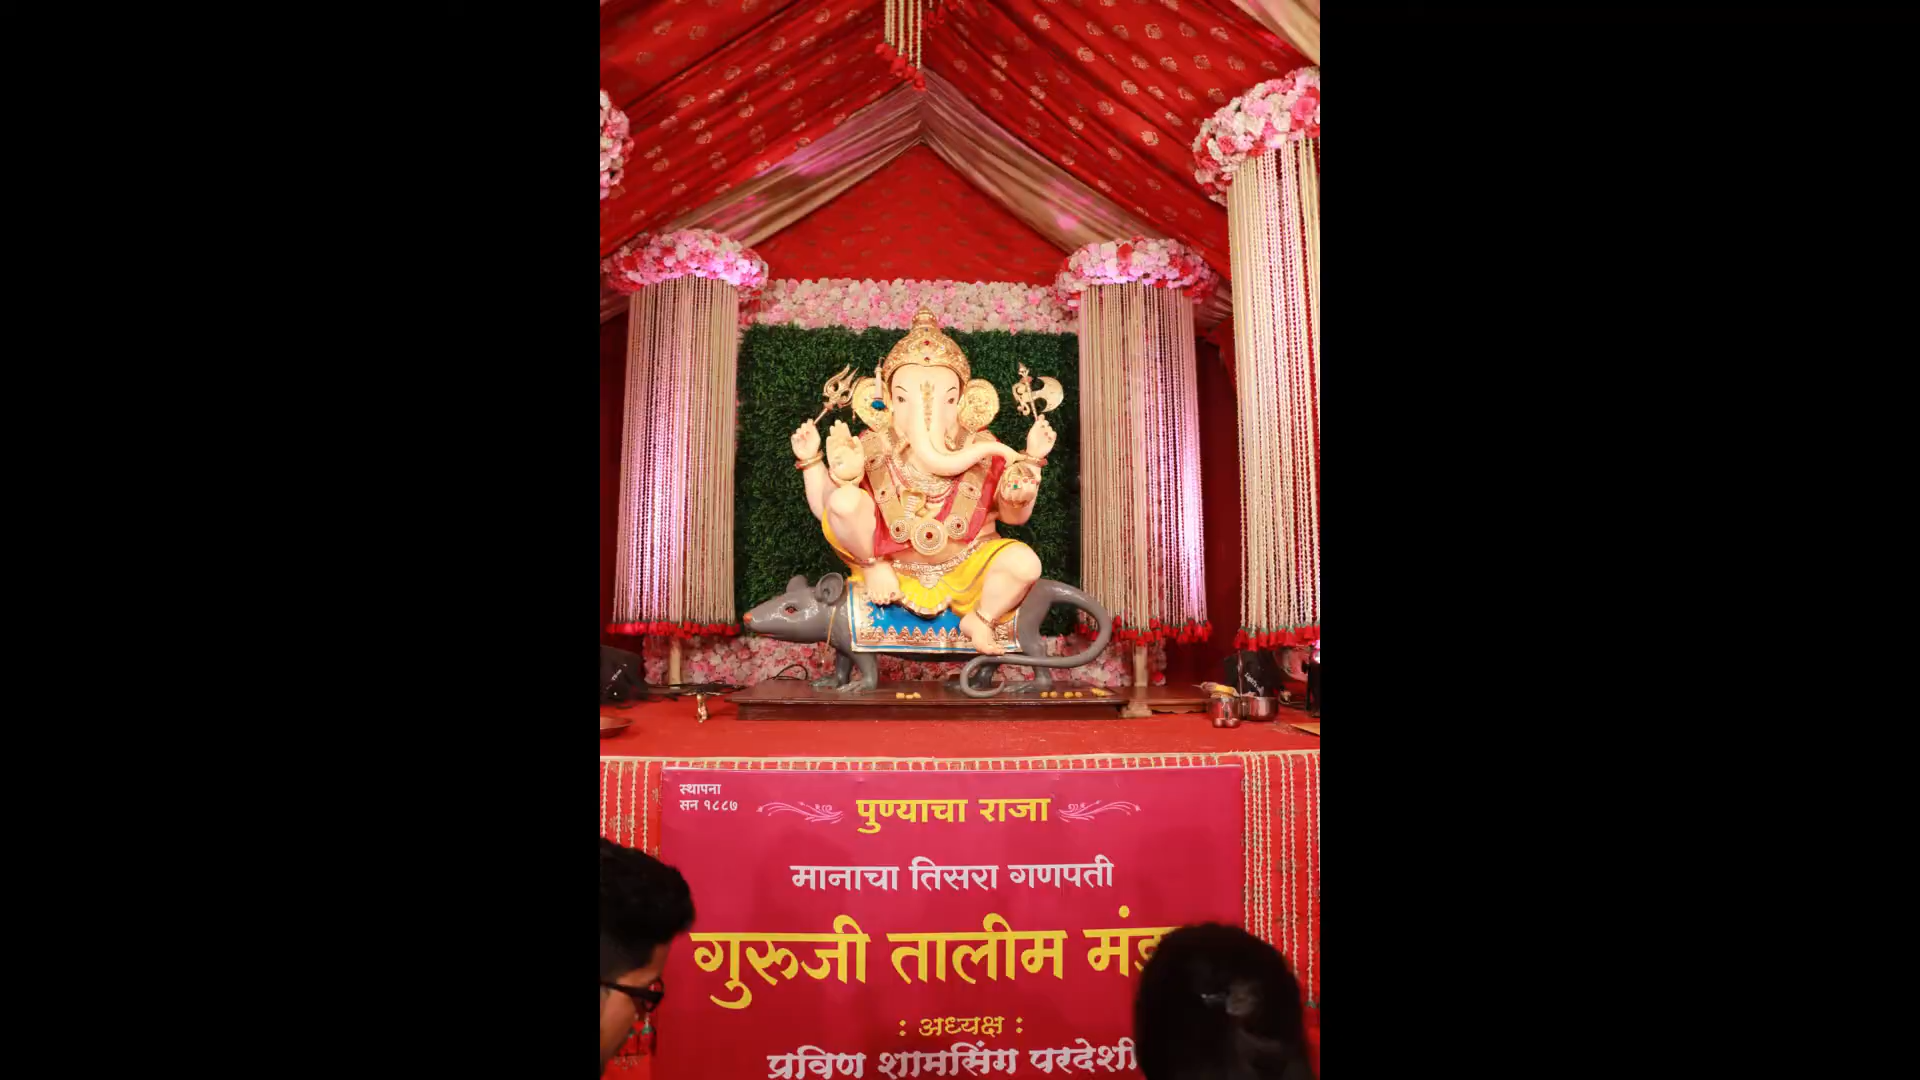 स्थापना
सन १८८७
पुण्याचा राजा
मानाचा तिसरा गणपती
गुरूजी तालीम
: अध्यक्ष :
प्रविण शामसिंग परदेशी